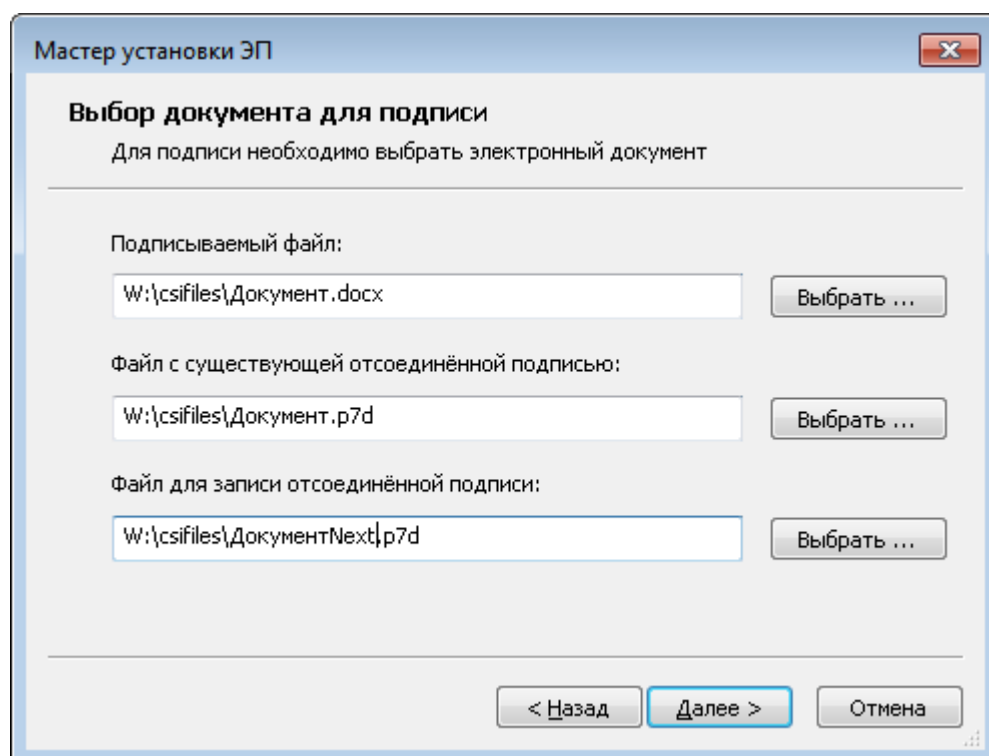 Мастер установки ЭП
Выбор документа для подписи
Для подписи необходимо выбрать электронный документ
Подписываемый файл:
W:\csifiles\Документ.docx
Выбрать ...
Файл с существующей отсоединённой подписью:
W:\csifiles\Документ.p7d
Выбрать ...
Файл для записи отсоединённой подписи:
W:\csifiles\ДокументNext.p7d
Выбрать ...
< Назад
Далее >
Отмена